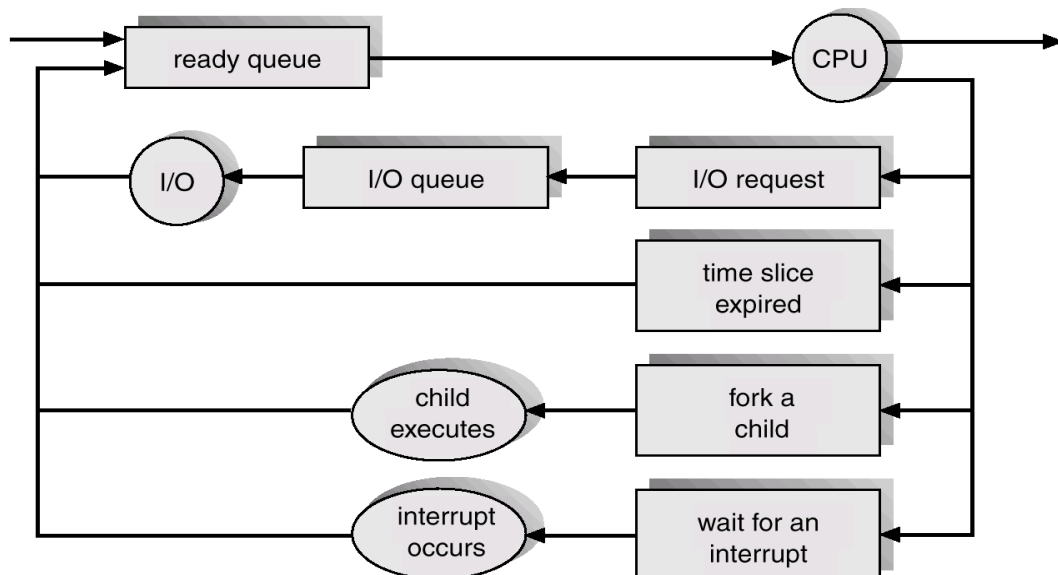 ready queue
CPU
I/O
I/O queue
I/O request
time slice
expired
child
executes
fork a
child
interrupt
occurs
wait for an
interrupt